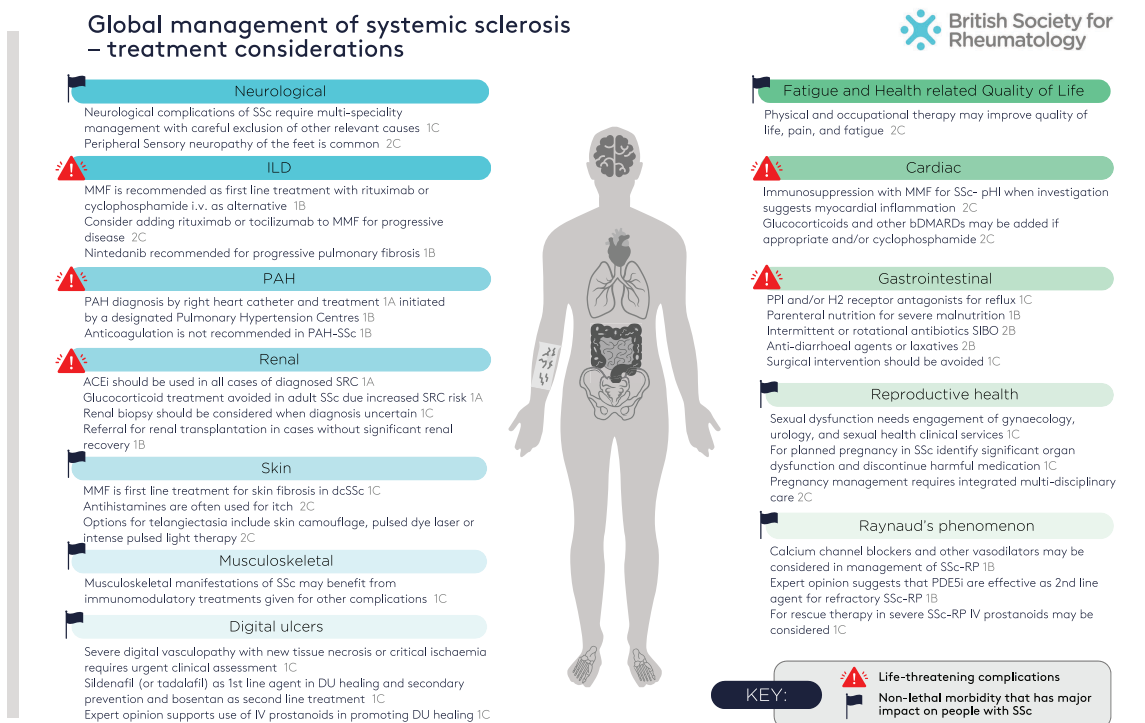 Global management of systemic sclerosis
– treatment considerations
British Society for
Rheumatology
Neurological
Neurological complications of SSc require multi-speciality
management with careful exclusion of other relevant causes 1C
Peripheral Sensory neuropathy of the feet is common 2C
ILD
MMF is recommended as first line treatment with rituximab or
cyclophosphamide i.v. as alternative 1B
Consider adding rituximab or tocilizumab to MMF for progressive
disease 2C
Nintedanib recommended for progressive pulmonary fibrosis 1B
PAH
PAH diagnosis by right heart catheter and treatment 1A initiated
by a designated Pulmonary Hypertension Centres 1B
Anticoagulation is not recommended in PAH-SSc 1B
Renal
ACEi should be used in all cases of diagnosed SRC 1A
Glucocorticoid treatment avoided in adult SSc due increased SRC risk 1A
Renal biopsy should be considered when diagnosis uncertain 1C
Referral for renal transplantation in cases without significant renal
recovery 1B
Skin
MMF is first line treatment for skin fibrosis in dcSSc 1C
Antihistamines are often used for itch 2C
Options for telangiectasia include skin camouflage, pulsed dye laser or
intense pulsed light therapy 2C
Musculoskeletal
Musculoskeletal manifestations of SSc may benefit from
immunomodulatory treatments given for other complications 1C
Digital ulcers
Severe digital vasculopathy with new tissue necrosis or critical ischaemia
requires urgent clinical assessment 1C
Sildenafil (or tadalafil) as 1st line agent in DU healing and secondary
prevention and bosentan as second line treatment 1C
Expert opinion supports use of IV prostanoids in promoting DU healing 1C
Fatigue and Health related Quality of Life
Physical and occupational therapy may improve quality of
life, pain, and fatigue 2C
Cardiac
Immunosuppression with MMF for SSc- pHI when investigation
suggests myocardial inflammation 2C
Glucocorticoids and other bDMARDs may be added if
appropriate and/or cyclophosphamide 2C
Gastrointestinal
PPI and/or H2 receptor antagonists for reflux 1C
Parenteral nutrition for severe malnutrition 1B
Intermittent or rotational antibiotics SIBO 2B
Anti-diarrhoeal agents or laxatives 2B
Surgical intervention should be avoided 1C
Reproductive health
Sexual dysfunction needs engagement of gynaecology,
urology, and sexual health clinical services 1C
For planned pregnancy in SSc identify significant organ
dysfunction and discontinue harmful medication 1C
Pregnancy management requires integrated multi-disciplinary
care 2C
Raynaud's phenomenon
Calcium channel blockers and other vasodilators may be
considered in management of SSc-RP 1B
Expert opinion suggests that PDE5i are effective as 2nd line
agent for refractory SSc-RP 1B
For rescue therapy in severe SSc-RP IV prostanoids may be
considered 1C
KEY:
! Life-threatening complications
Non-lethal morbidity that has major
impact on people with SSc